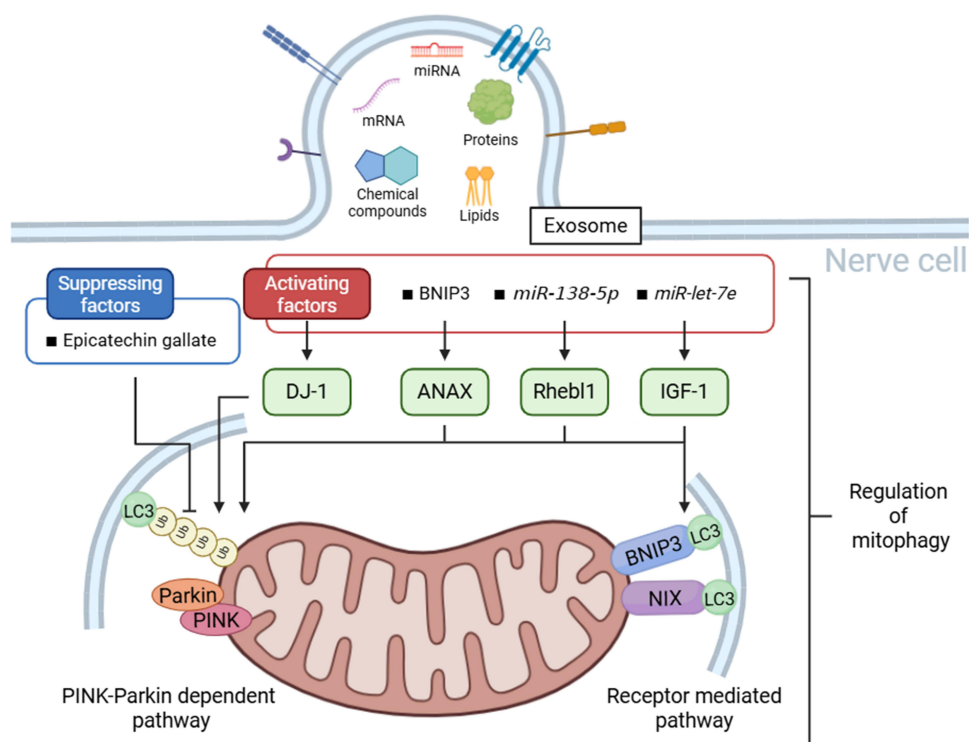 miRNA
mRNA
Proteins
Chemical
compounds
Lipids
Exosome
Nerve cell
Suppressing
factors
■ Epicatechin gallate
Activating
factors
■ BNIP3 ■ miR-138-5p ■ miR-let-7e
DJ-1
ANAX
Rhebl1
IGF-1
LC3
Ub
Ub
Ub
Ub
Parkin
PINK
BNIP3
LC3
NIX
LC3
Regulation
of
mitophagy
PINK-Parkin dependent
pathway
Receptor mediated
pathway